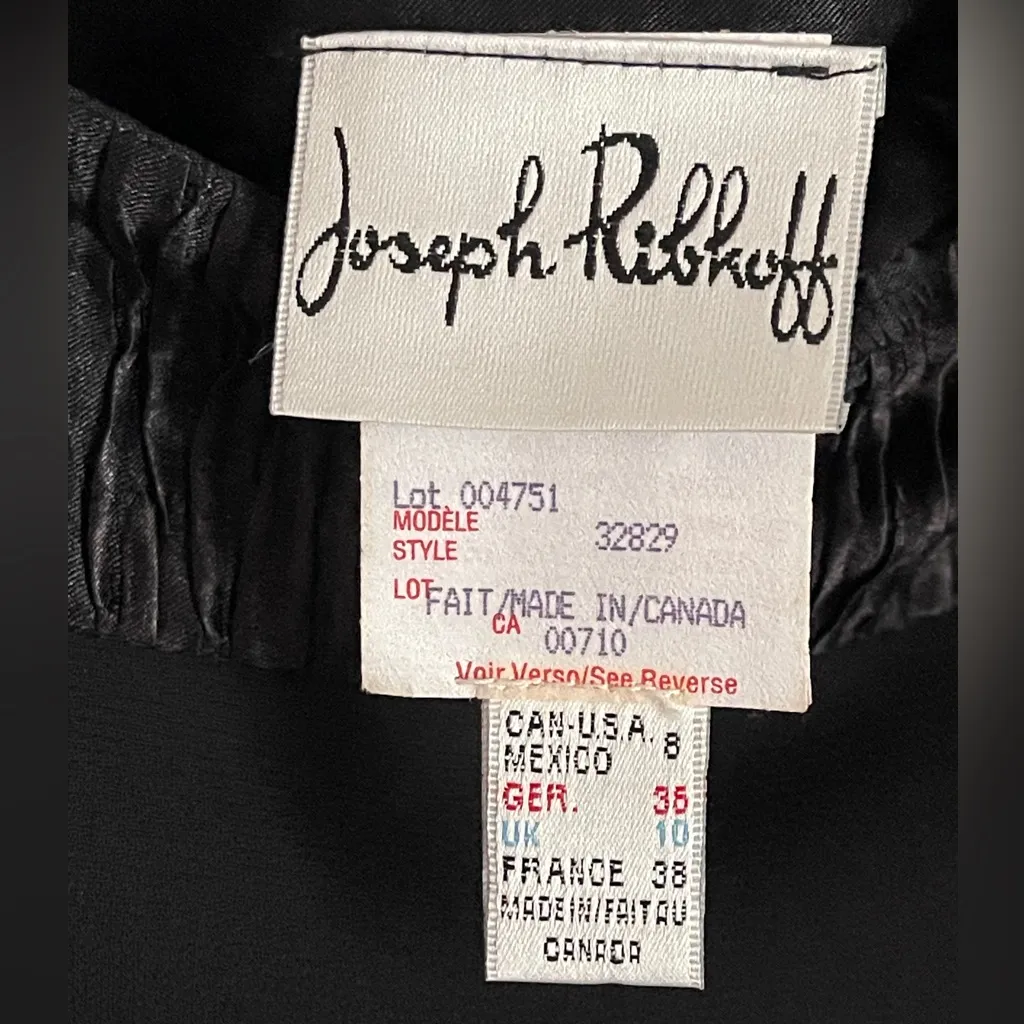 Joseph Ribkoff
Lot 004751
MODÈLE
STYLE 32829
LOT FAIT/MADE IN/CANADA
CA 00710
Voir Verso/See Reverse
CAN-U.S.A. 8
MEXICO
GER. 36
UK 10
FRANCE 38
MADE IN/FAIT AU
CANADA